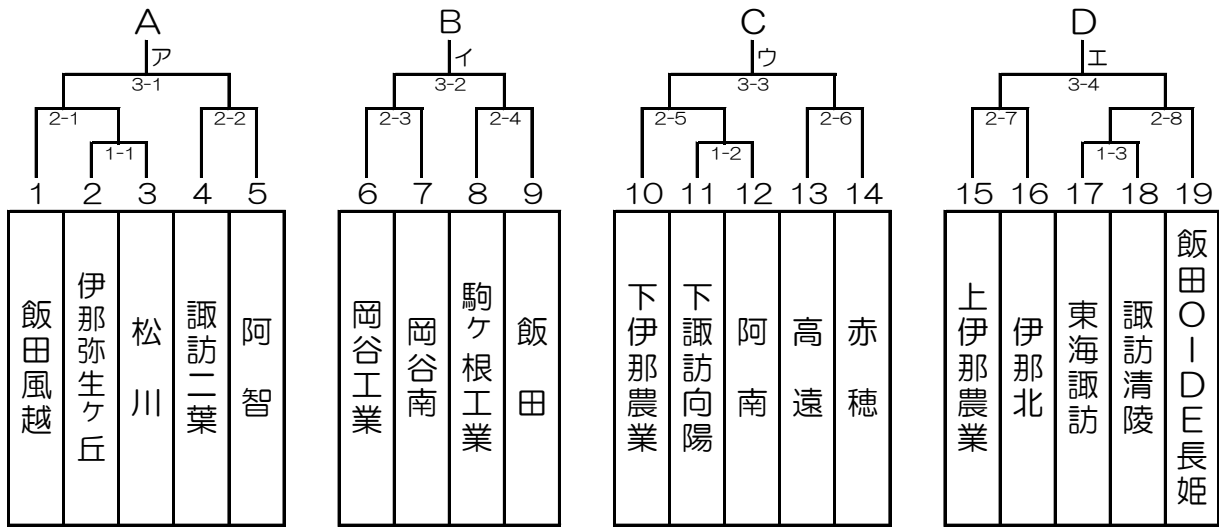 A B C D
ア イ ウ エ
3-1 3-2 3-3 3-4
2-1 2-2 2-3 2-4 2-5 2-6 2-7 2-8
1-1 1-2 1-3
1 2 3 4 5 6 7 8 9 10 11 12 13 14 15 16 17 18 19
飯田風越
伊那弥生ヶ丘
松川
諏訪二葉
阿智
岡谷工業
岡谷南
駒ヶ根工業
飯田
下伊那農業
下諏訪向陽
阿南
高遠
赤穂
上伊那農業
伊那北
東海諏訪
諏訪清陵
飯田OIDE長姫